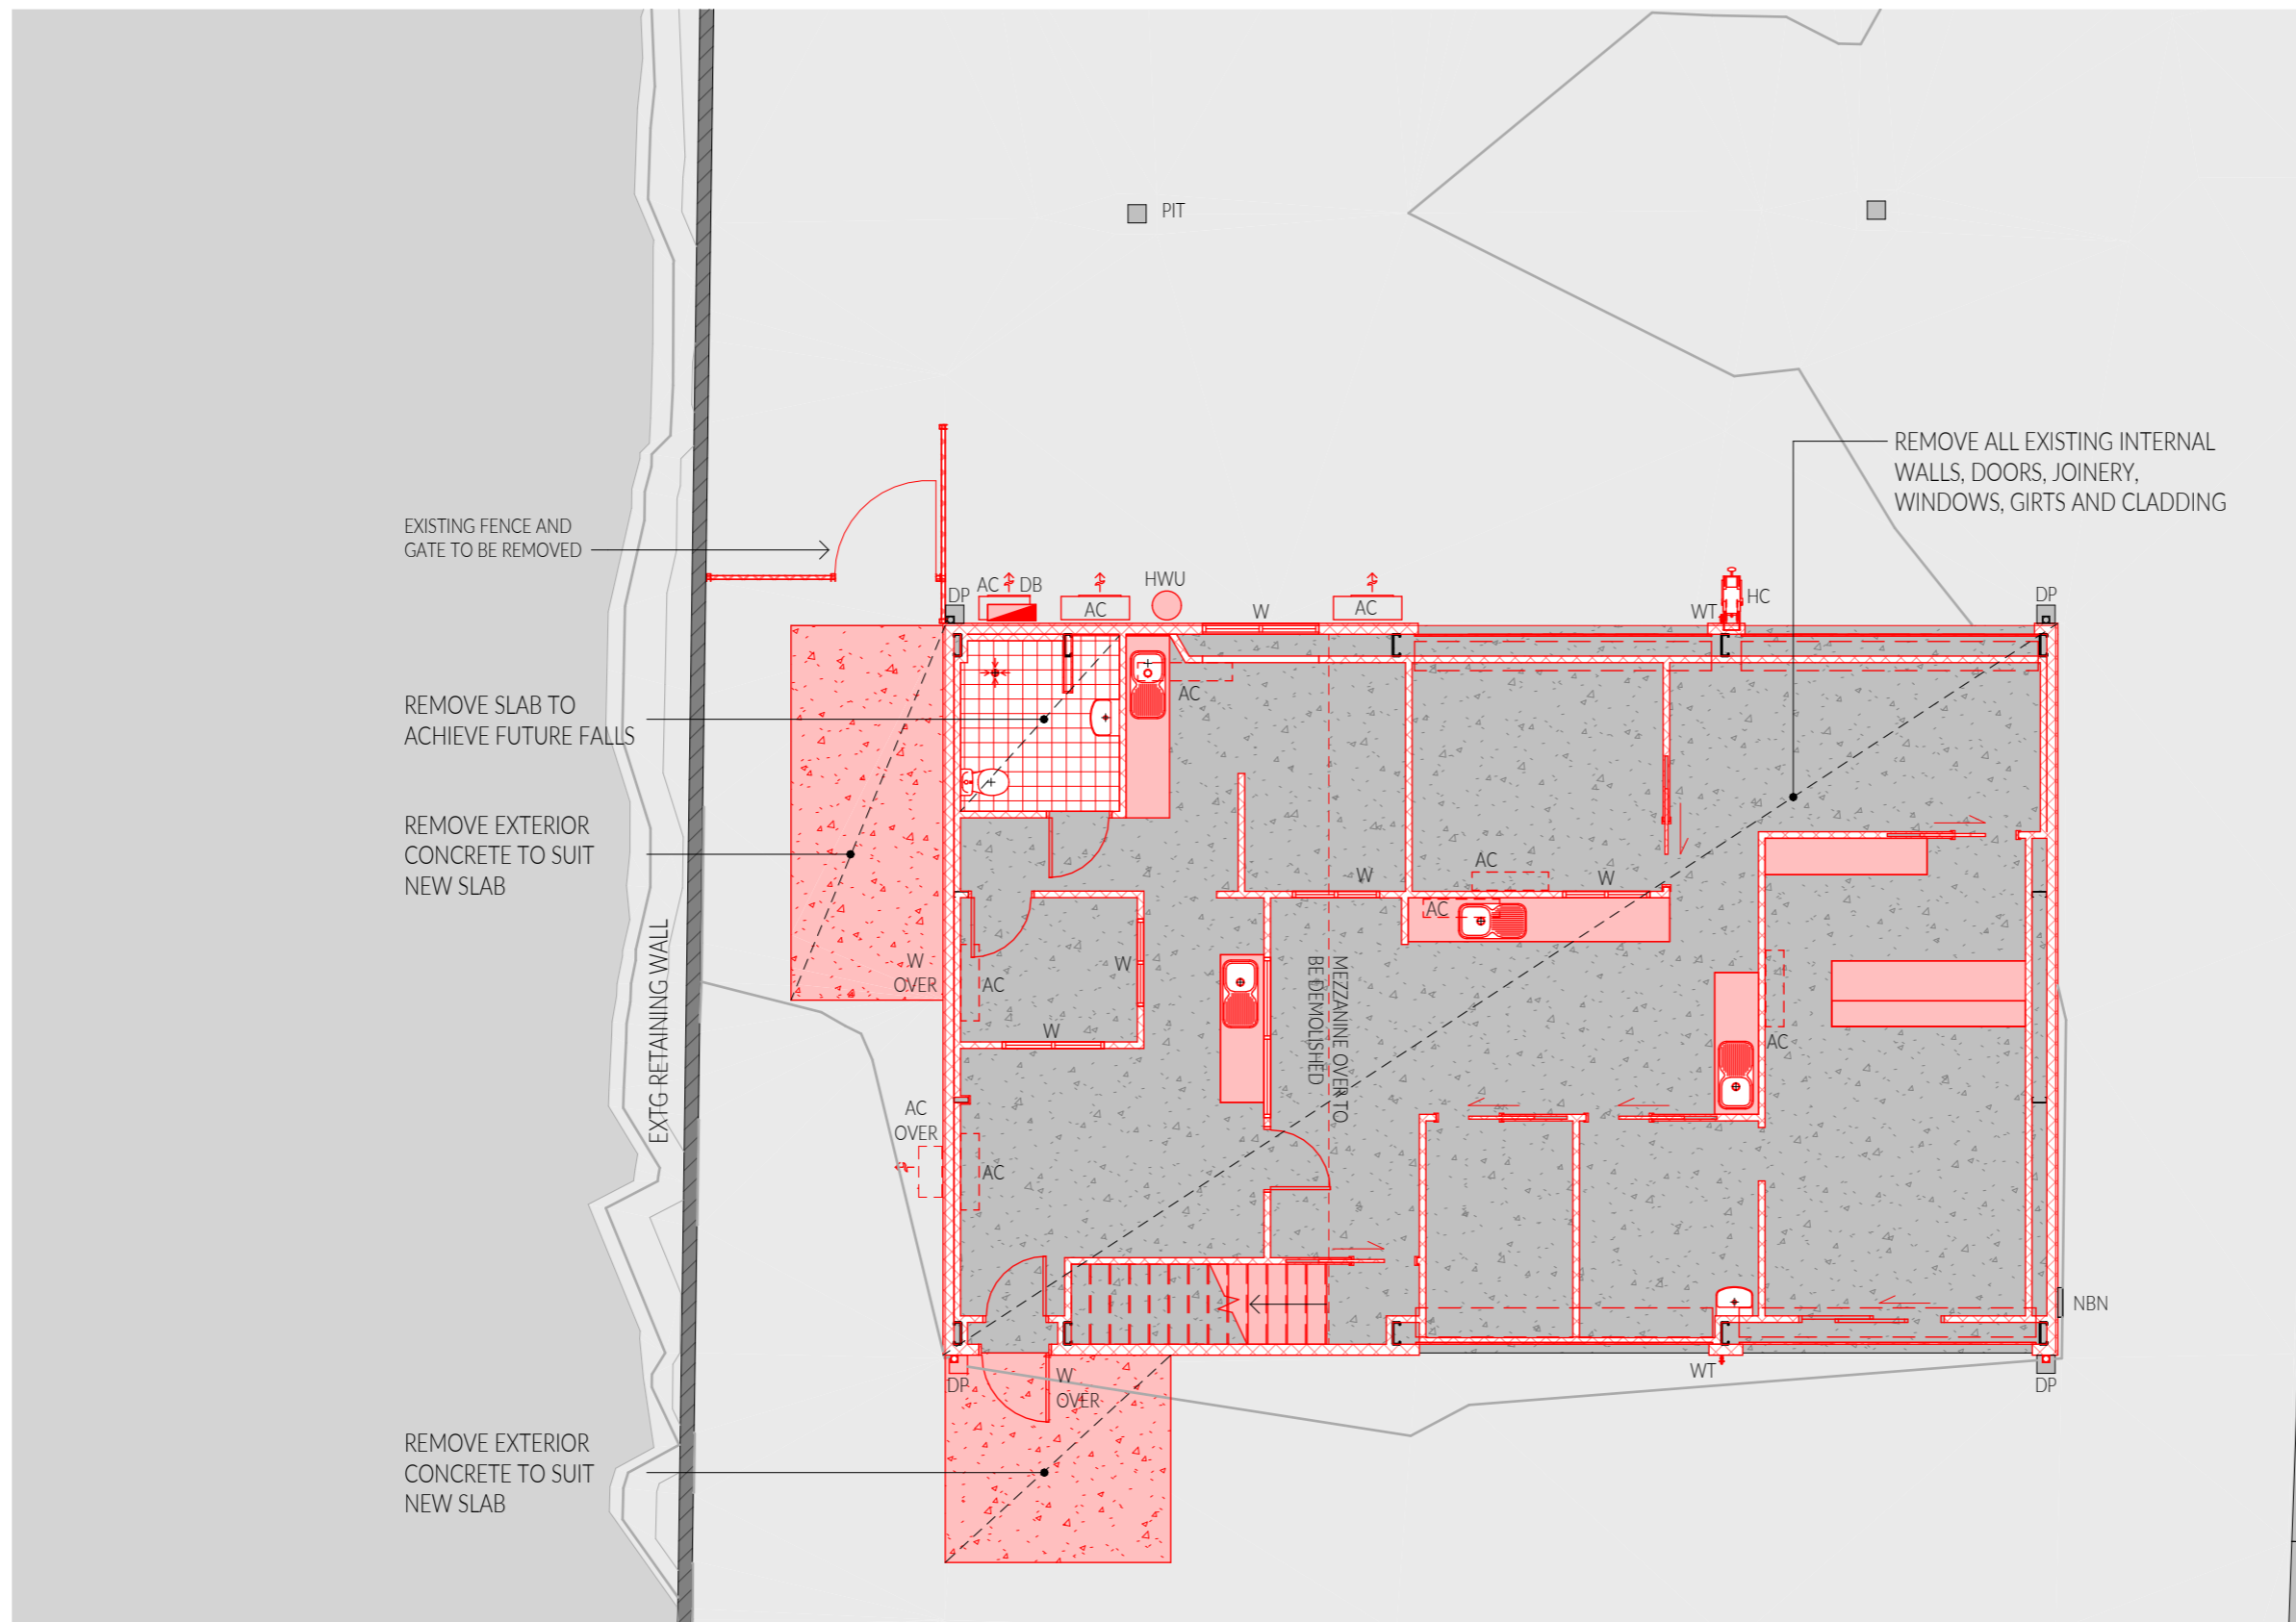 PIT
REMOVE ALL EXISTING INTERNAL
WALLS, DOORS, JOINERY,
WINDOWS, GIRTS AND CLADDING
EXISTING FENCE AND
GATE TO BE REMOVED
DP
AC
DB
AC
HWU
W
AC
WT
HC
DP
AC
REMOVE SLAB TO
ACHIEVE FUTURE FALLS
REMOVE EXTERIOR
CONCRETE TO SUIT
NEW SLAB
EXTG RETAINING WALL
W
OVER
AC
W
W
W
AC
W
AC
MEZZANINE OVER TO
BE DEMOLISHED
AC
AC
OVER
AC
NBN
DP
W
OVER
WT
DP
REMOVE EXTERIOR
CONCRETE TO SUIT
NEW SLAB